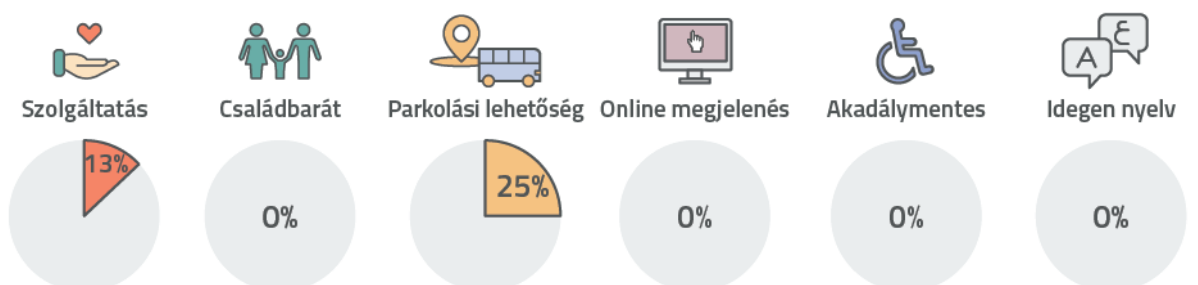 A
Ɛ
Szolgáltatás
Családbarát
Parkolási lehetőség
Online megjelenés
Akadálymentes
Idegen nyelv
13%
0%
25%
0%
0%
0%